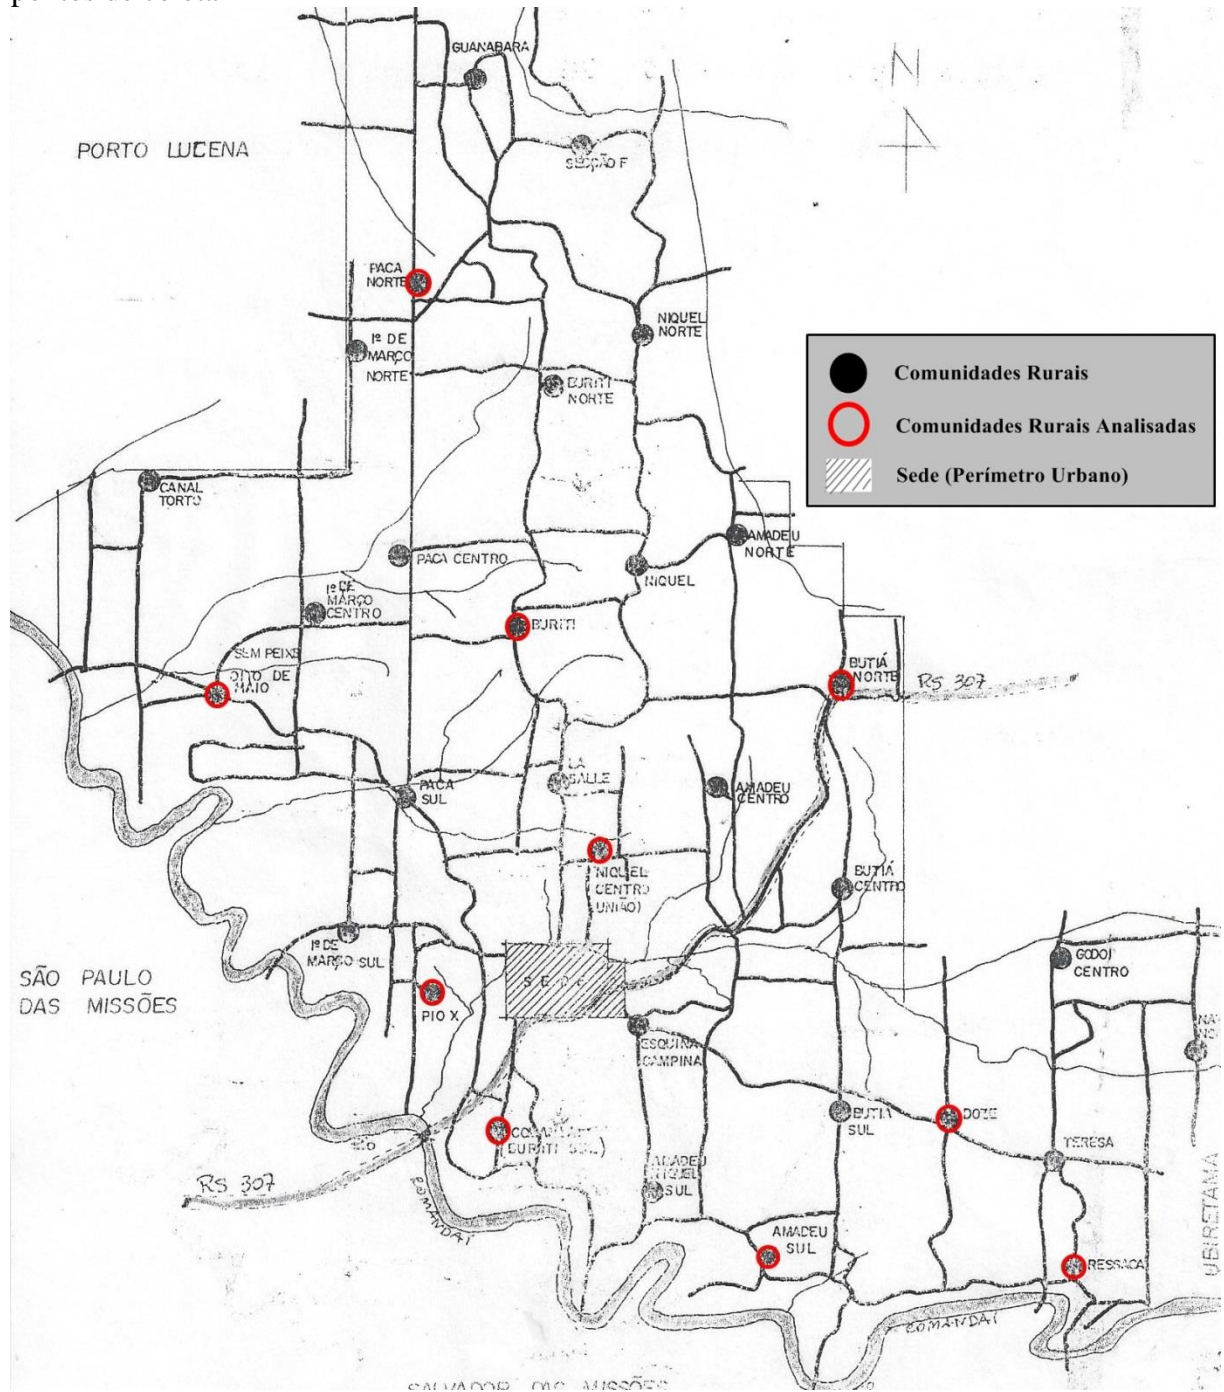 GUANABARA
N
PORTO LUCENA
SECÇÃO F
PACA
NORTE
NIQUEL
NORTE
1º DE
MARÇO
NORTE
BURITI
NORTE
Comunidades Rurais
Comunidades Rurais Analisadas
Sede (Perímetro Urbano)
CANAL
TORTO
AMADEU
NORTE
PACA CENTRO
NIQUEL
1º DE
MARÇO
CENTRO
BURITI
SEM PEIXE
OITO DE
MAIO
BUTIÁ
NORTE
RS 307
LA
SALLE
PACA
SUL
AMADEU
CENTRO
NIQUEL
CENTRO
(UNIÃO)
BUTIÁ
CENTRO
1º DE
MARÇO SUL
GODOI
CENTRO
SÃO PAULO
DAS MISSÕES
SEDE
PIO X
ESQUINA
CAMPINA
BUTIA
SUL
DOZE
(BURITI SUL)
TERESA
RIO
AMADEU
NIQUEL
SUL
RS 307
COMANDAÍ
AMADEU
SUL
RESSACA
UBIRETAMA
COMANDAÍ
SALVADOR DAS MISSÕES